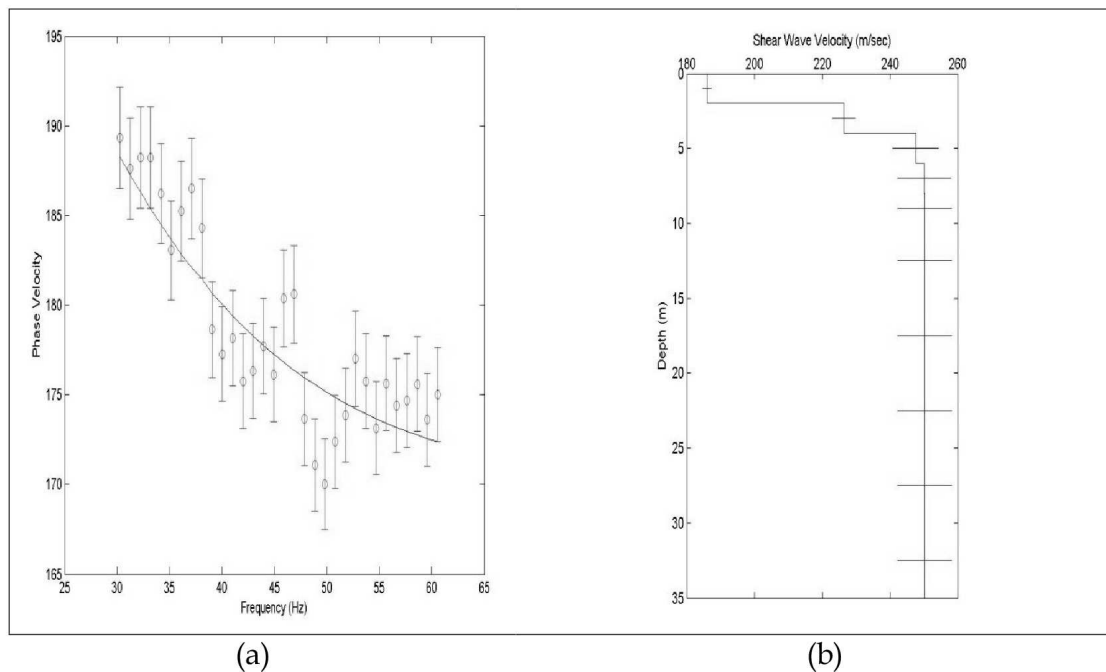 195
190
185
180
175
170
165
Phase Velocity
25 30 35 40 45 50 55 60 65
Frequency (Hz)
(a)
Shear Wave Velocity (m/sec)
180 200 220 240 260
0
5
10
15
20
25
30
35
Depth (m)
(b)